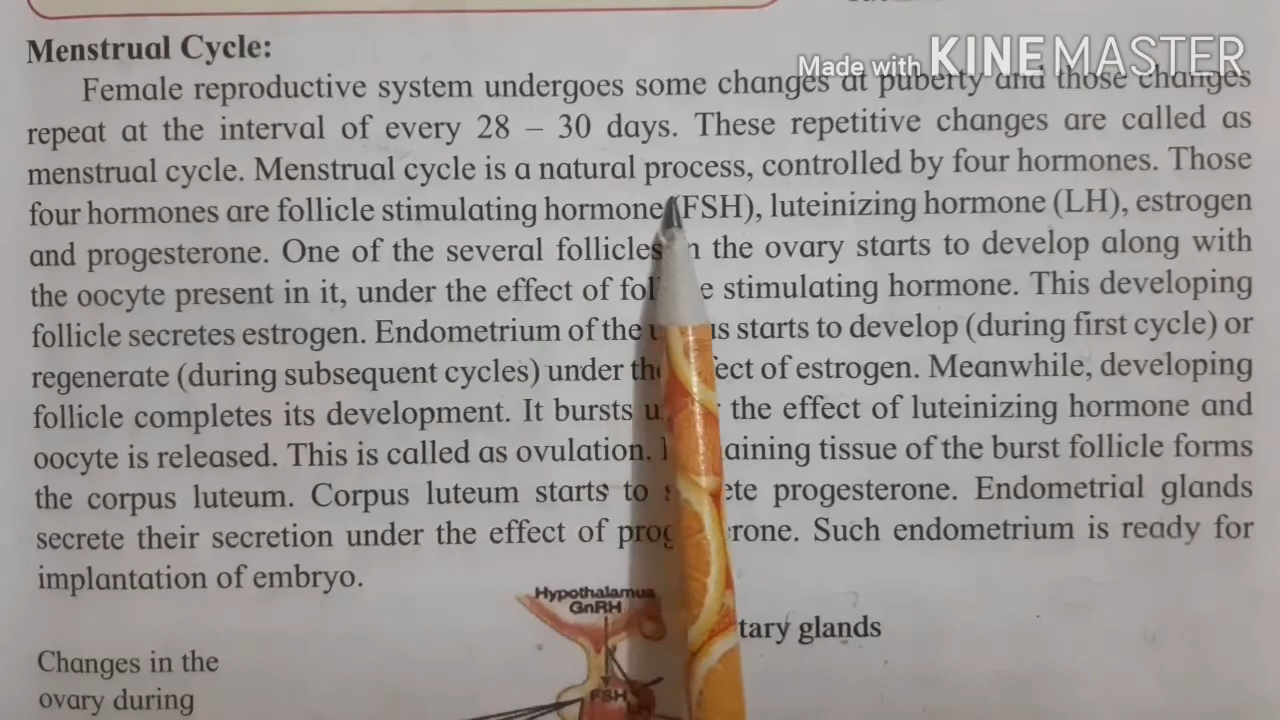 Made with KINEMASTER
Menstrual Cycle:
Female reproductive system undergoes some changes at puberty and those changes
repeat at the interval of every 28 – 30 days. These repetitive changes are called as
menstrual cycle. Menstrual cycle is a natural process, controlled by four hormones. Those
four hormones are follicle stimulating hormone (FSH), luteinizing hormone (LH), estrogen
and progesterone. One of the several follicles the ovary starts to develop along with
the oocyte present in it, under the effect of stimulating hormone. This developing
follicle secretes estrogen. Endometrium of the starts to develop (during first cycle) or
regenerate (during subsequent cycles) under of estrogen. Meanwhile, developing
follicle completes its development. It bursts the effect of luteinizing hormone and
oocyte is released. This is called as ovulation. tissue of the burst follicle forms
the corpus luteum. Corpus luteum starts to progesterone. Endometrial glands
secrete their secretion under the effect of Such endometrium is ready for
implantation of embryo.
Hypothalamus
GnRH
glands
Changes in the
ovary during
FSH
LH